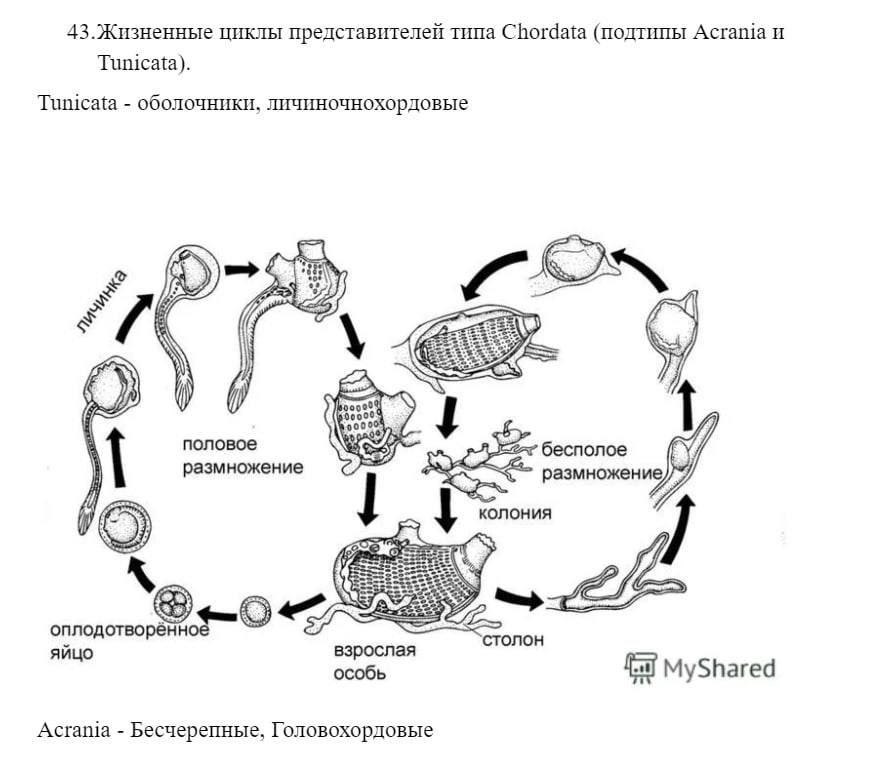 43.Жизненные циклы представителей типа Chordata (подтипы Acrania и
Tunicata).
Tunicata - оболочники, личиночнохордовые
личинка
половое
размножение
бесполое
размножение
колония
оплодотворённое
яйцо
взрослая
особь
столон
MyShared
Acrania - Бесчерепные, Головохордовые